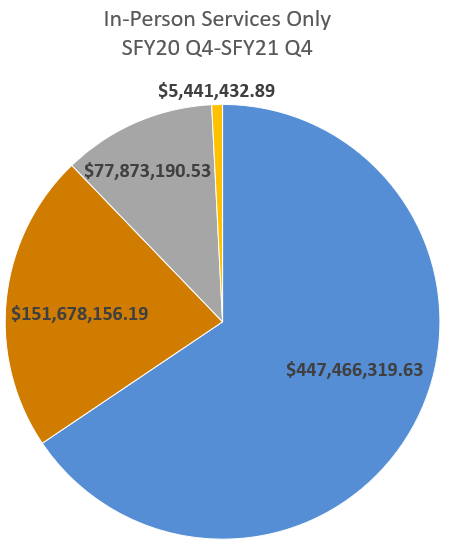 In-Person Services Only
SFY20 Q4-SFY21 Q4
$5,441,432.89
$77,873,190.53
$151,678,156.19
$447,466,319.63